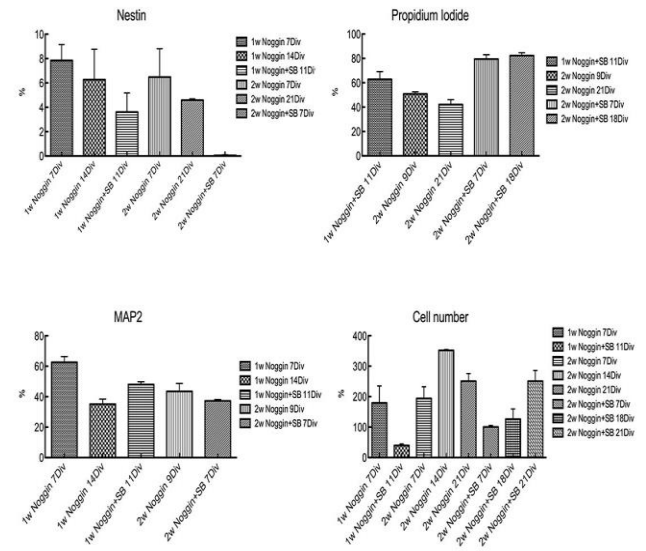 Nestin
10
8
6
4
2
0
%
1w Noggin 7Div
1w Noggin 14Div
1w Noggin+SB 11Div
2w Noggin 7Div
2w Noggin 21Div
2w Noggin+SB 7Div
1w Noggin 7Div
1w Noggin 14Div
1w Noggin+SB 11Di
2w Noggin 7Div
2w Noggin 21Div
2w Noggin+SB 7Div
Propidium Iodide
100
80
60
40
20
0
%
1w Noggin+SB 11Div
2w Noggin 9Div
2w Noggin 21Div
2w Noggin+SB 7Div
2w Noggin+SB 18Div
1w Noggin+SB 11Div
2w Noggin 9Div
2w Noggin 21Div
2w Noggin+SB 7Div
2w Noggin+SB 18Div
MAP2
80
60
40
20
0
%
1w Noggin 7Div
1w Noggin 14Div
1w Noggin+SB 11Div
2w Noggin 9Div
2w Noggin+SB 7Div
1w Noggin 7Div
1w Noggin 14Div
1w Noggin+SB 11Div
2w Noggin 9Div
2w Noggin+SB 7Div
Cell number
400
300
200
100
0
%
1w Noggin 7Div
1w Noggin+SB 11Div
2w Noggin 7Div
2w Noggin 14Div
2w Noggin 21Div
2w Noggin+SB 7Div
2w Noggin+SB 18Div
2w Noggin+SB 21Div
1w Noggin 7Div
1w Noggin+SB 11Div
2w Noggin 7Div
2w Noggin 14Div
2w Noggin 21Div
2w Noggin+SB 7Div
2w Noggin+SB 18Div
2w Noggin+SB 21Div